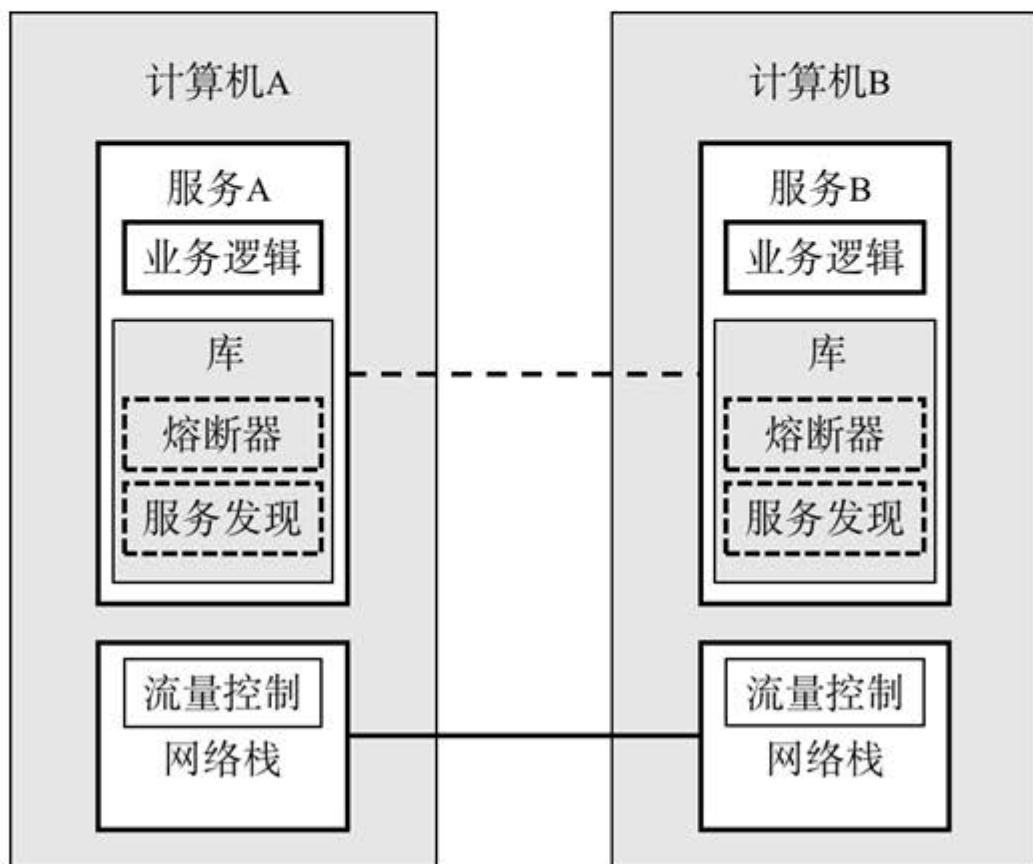 计算机A
服务A
业务逻辑
库
熔断器
服务发现
流量控制
网络栈
计算机B
服务B
业务逻辑
库
熔断器
服务发现
流量控制
网络栈